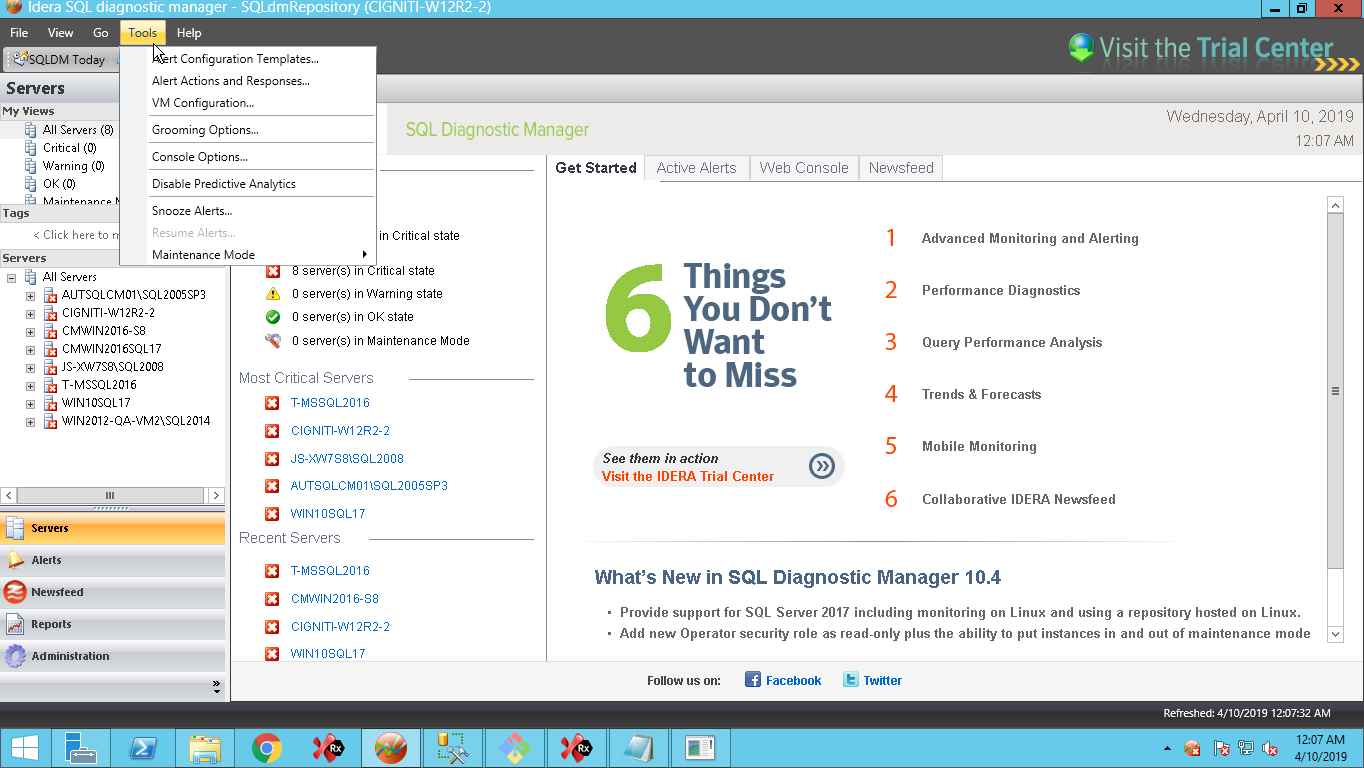 Idera SQL diagnostic manager - SQLdmRepository (CIGNITI-W12R2-2)
File View Go Tools Help
Visit the Trial Center
SQLDM Today
Alert Configuration Templates...
Alert Actions and Responses...
VM Configuration...
Grooming Options...
Console Options...
Disable Predictive Analytics
Snooze Alerts...
Resume Alerts...
Maintenance Mode
Servers
My Views
All Servers (8)
Critical (0)
Warning (0)
OK (0)
Maintenance M
Tags
< Click here to m
Servers
All Servers
AUTSQLCM01\SQL2005SP3
CIGNITI-W12R2-2
CMWIN2016-S8
CMWIN2016SQL17
JS-XW7S8\SQL2008
T-MSSQL2016
WIN10SQL17
WIN2012-QA-VM2\SQL2014
Servers
Alerts
Newsfeed
Reports
Administration
SQL Diagnostic Manager
Wednesday, April 10, 2019
12:07 AM
in Critical state
8 server(s) in Critical state
0 server(s) in Warning state
0 server(s) in OK state
0 server(s) in Maintenance Mode
Most Critical Servers
T-MSSQL2016
CIGNITI-W12R2-2
JS-XW7S8\SQL2008
AUTSQLCM01\SQL2005SP3
WIN10SQL17
Recent Servers
T-MSSQL2016
CMWIN2016-S8
CIGNITI-W12R2-2
WIN10SQL17
Get Started Active Alerts Web Console Newsfeed
6 Things
You Don't
Want
to Miss
See them in action
Visit the IDERA Trial Center
1 Advanced Monitoring and Alerting
2 Performance Diagnostics
3 Query Performance Analysis
4 Trends & Forecasts
5 Mobile Monitoring
6 Collaborative IDERA Newsfeed
What's New in SQL Diagnostic Manager 10.4
• Provide support for SQL Server 2017 including monitoring on Linux and using a repository hosted on Linux.
• Add new Operator security role as read-only plus the ability to put instances in and out of maintenance mode
Follow us on: Facebook Twitter
Refreshed: 4/10/2019 12:07:32 AM
Rx
Rx
12:07 AM
4/10/2019